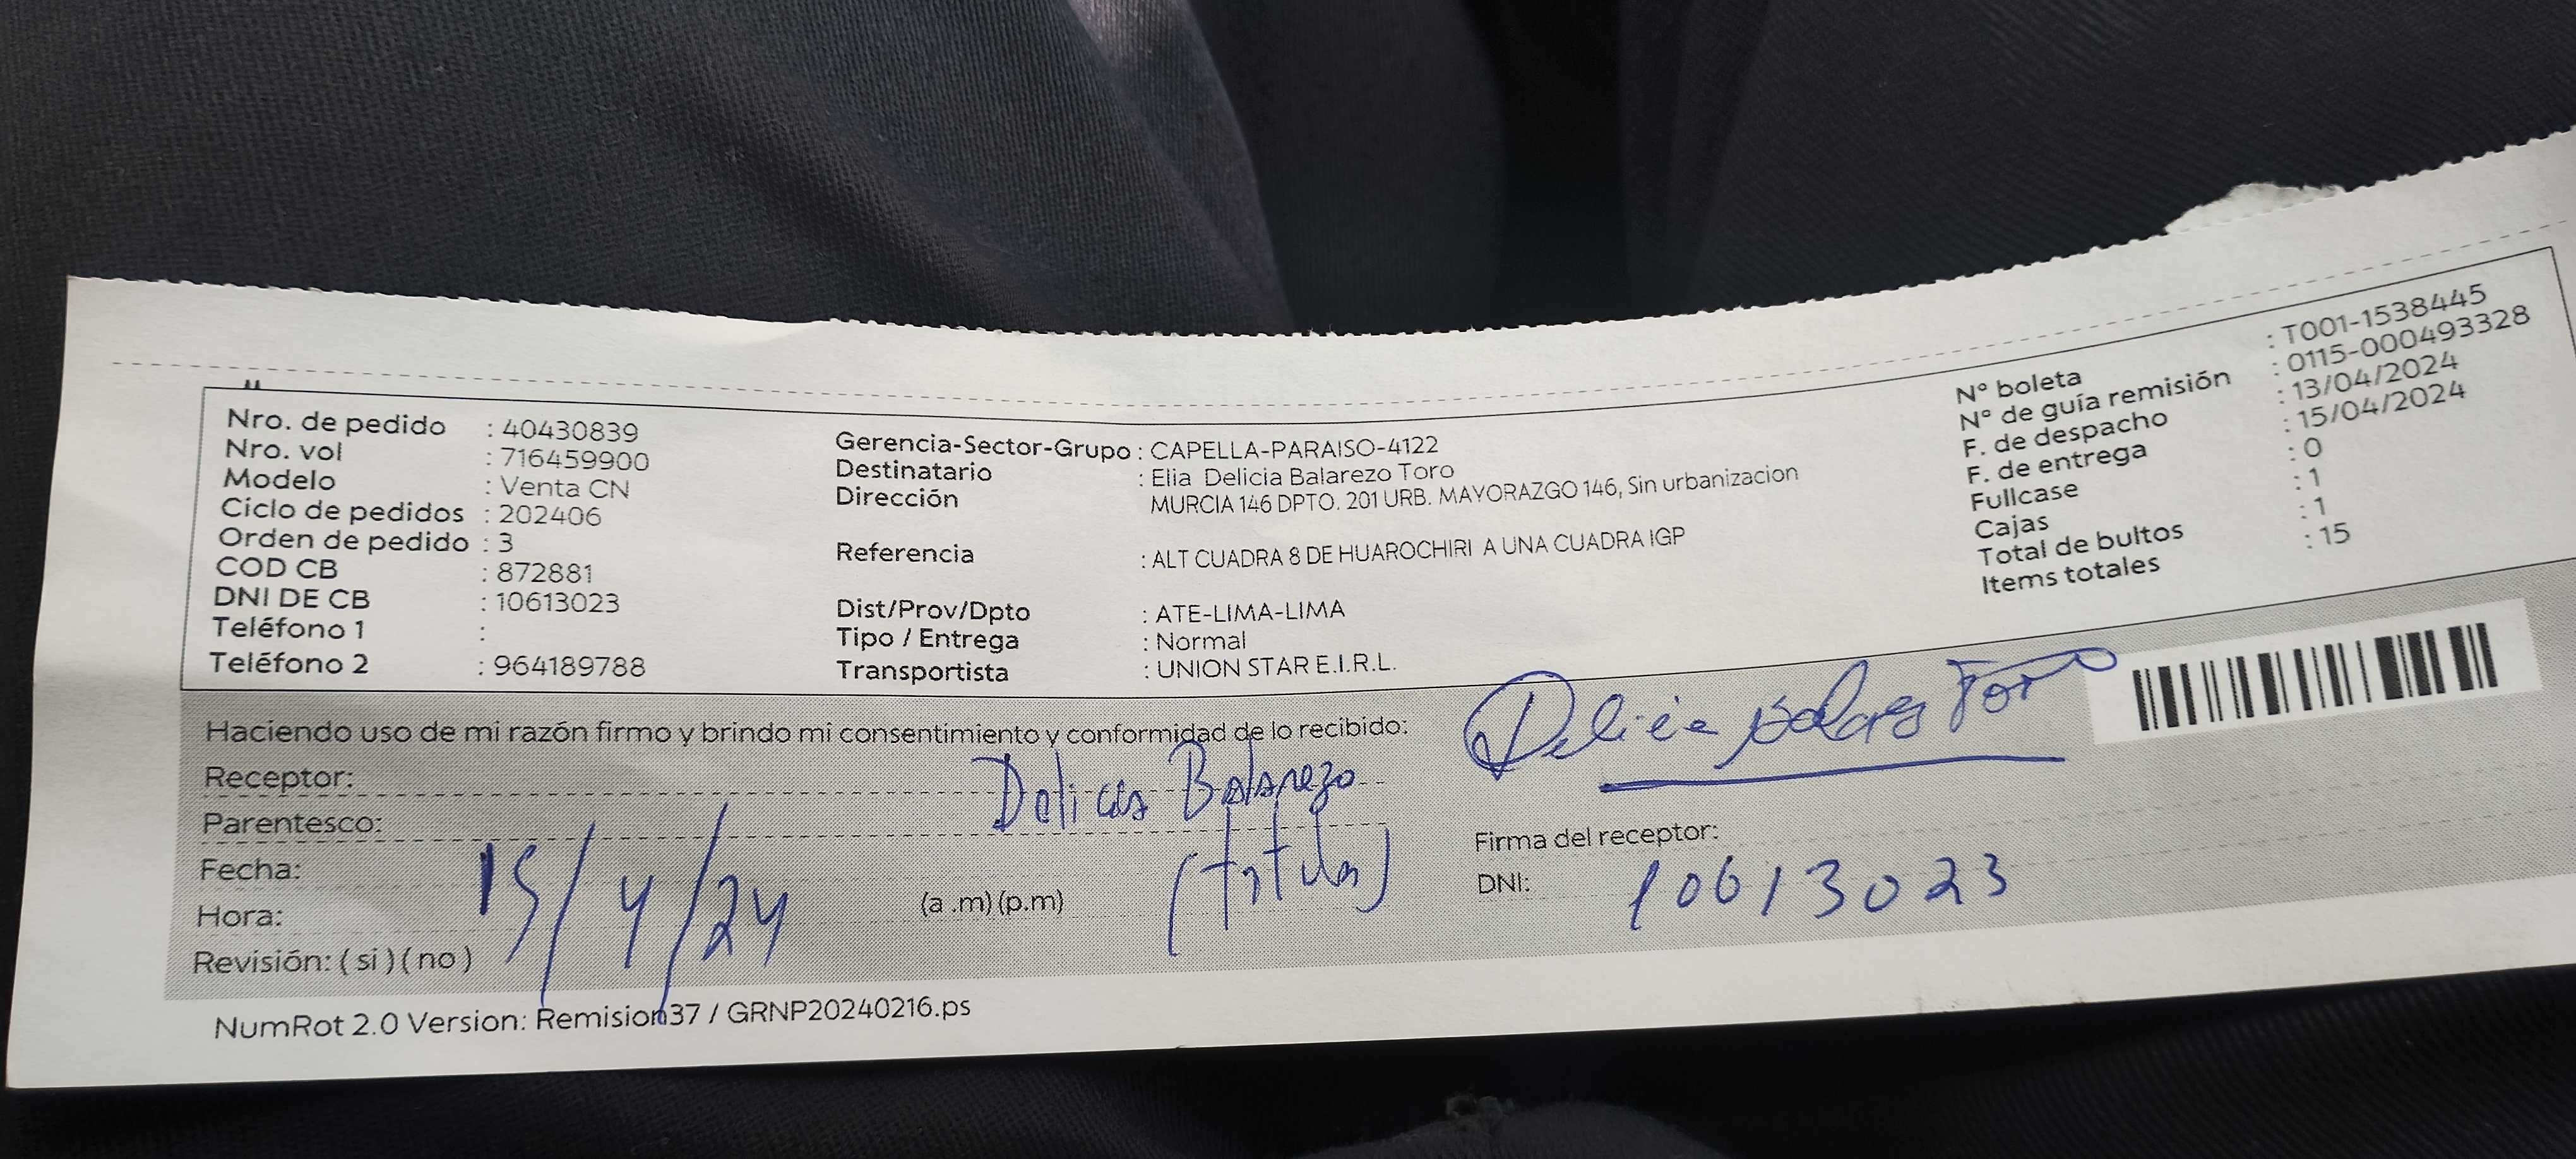 Nro. de pedido : 40430839
Nro. vol : 716459900
Modelo : Venta CN
Ciclo de pedidos : 202406
Orden de pedido : 3
COD CB : 872881
DNI DE CB : 10613023
Teléfono 1 :
Teléfono 2 : 964189788
Gerencia-Sector-Grupo : CAPELLA-PARAISO-4122
Destinatario : Elia Delicia Balarezo Toro
Dirección MURCIA 146 DPTO. 201 URB. MAYORAZGO 146, Sin urbanizacion
Referencia : ALT CUADRA 8 DE HUAROCHIRI A UNA CUADRA IGP
Dist/Prov/Dpto : ATE-LIMA-LIMA
Tipo / Entrega : Normal
Transportista : UNION STAR E.I.R.L.
N° boleta : T001-1538445
N° de guía remisión : 0115-000493328
F. de despacho : 13/04/2024
F. de entrega : 15/04/2024
Fullcase : 0
Cajas : 1
Total de bultos : 1
Items totales : 15
Haciendo uso de mi razón firmo y brindo mi consentimiento y conformidad de lo recibido:
Receptor: Balarezo
Parentesco:
Fecha: 15/4/24
Hora: (a .m) (p.m)
Revisión: ( si ) ( no )
Firma del receptor:
DNI: 10613023
NumRot 2.0 Version: Remision37 / GRNP20240216.ps